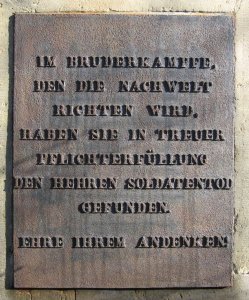 IM BRUDERKAMPFE,
DEN DIE NACHWELT
RICHTEN WIRD,
HABEN SIE IN TREUER
PFLICHTERFÜLLUNG
DEN HEHREN SOLDATENTOD
GEFUNDEN.
EHRE IHREM ANDENKEN!